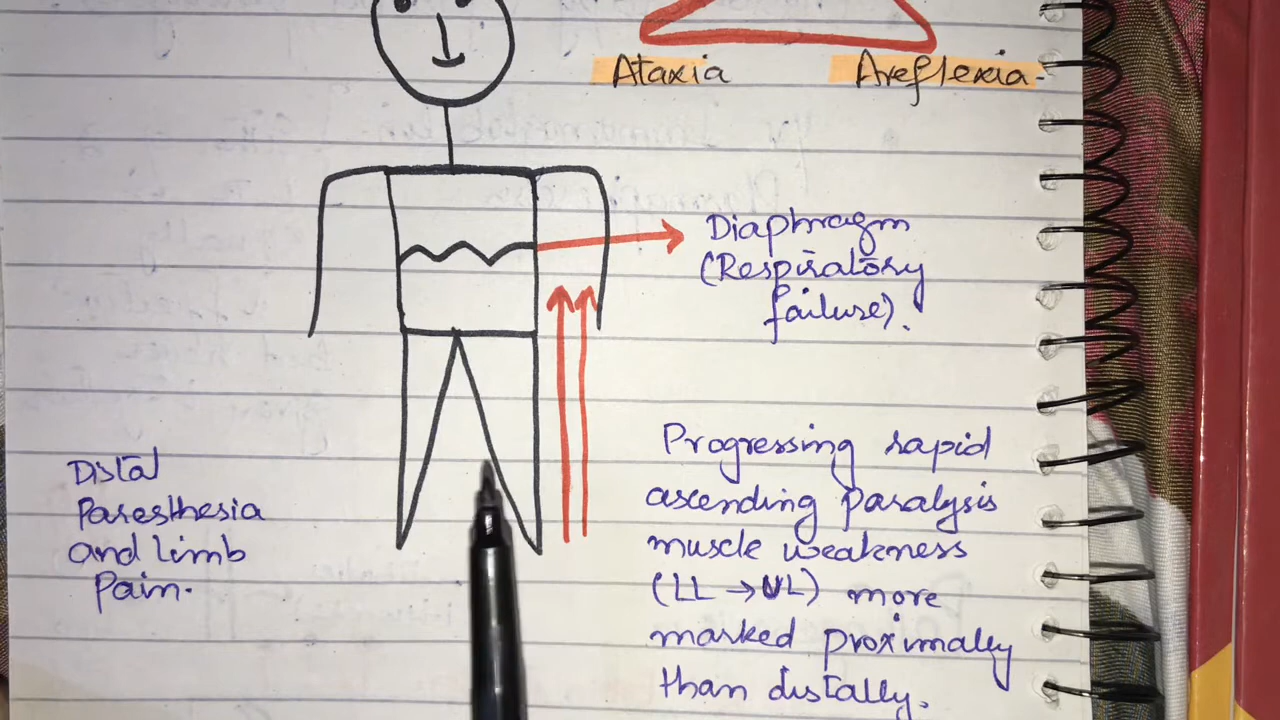 Ataxia
Areflexia.
Diaphragm
(Respiratory
failure).
Distal
Paresthesia
and limb
Pain.
Progressing rapid
ascending paralysis
muscle weakness
(LL → UL) more
marked proximally
than distally.